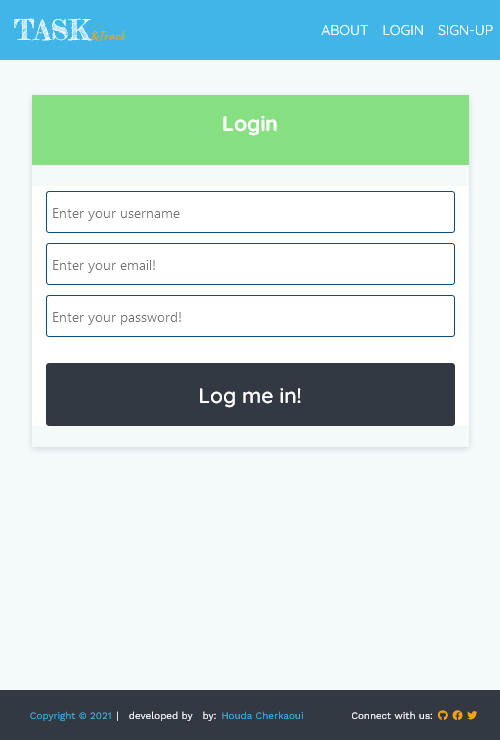 TASK &Track ABOUT LOGIN SIGN-UP
Login
Enter your username
Enter your email!
Enter your password!
Log me in!
Copyright © 2021 | developed by by: Houda Cherkaoui Connect with us: